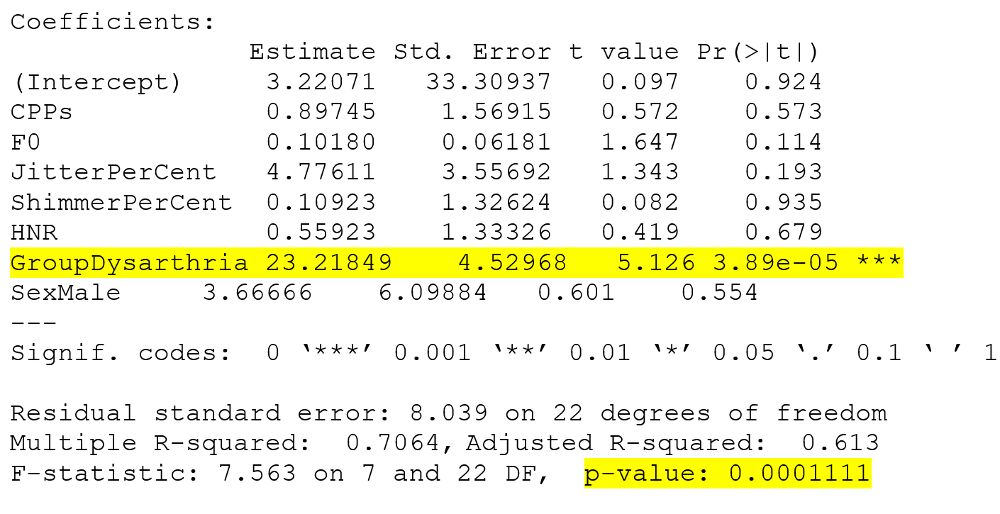 Coefficients:
Estimate Std. Error t value Pr(>|t|)
(Intercept) 3.22071 33.30937 0.097 0.924
CPPs 0.89745 1.56915 0.572 0.573
F0 0.10180 0.06181 1.647 0.114
JitterPerCent 4.77611 3.55692 1.343 0.193
ShimmerPerCent 0.10923 1.32624 0.082 0.935
HNR 0.55923 1.33326 0.419 0.679
GroupDysarthria 23.21849 4.52968 5.126 3.89e-05 ***
SexMale 3.66666 6.09884 0.601 0.554
---
Signif. codes: 0 ‘***’ 0.001 ‘**’ 0.01 ‘*’ 0.05 ‘.’ 0.1 ‘ ’ 1
Residual standard error: 8.039 on 22 degrees of freedom
Multiple R-squared: 0.7064, Adjusted R-squared: 0.613
F-statistic: 7.563 on 7 and 22 DF, p-value: 0.0001111